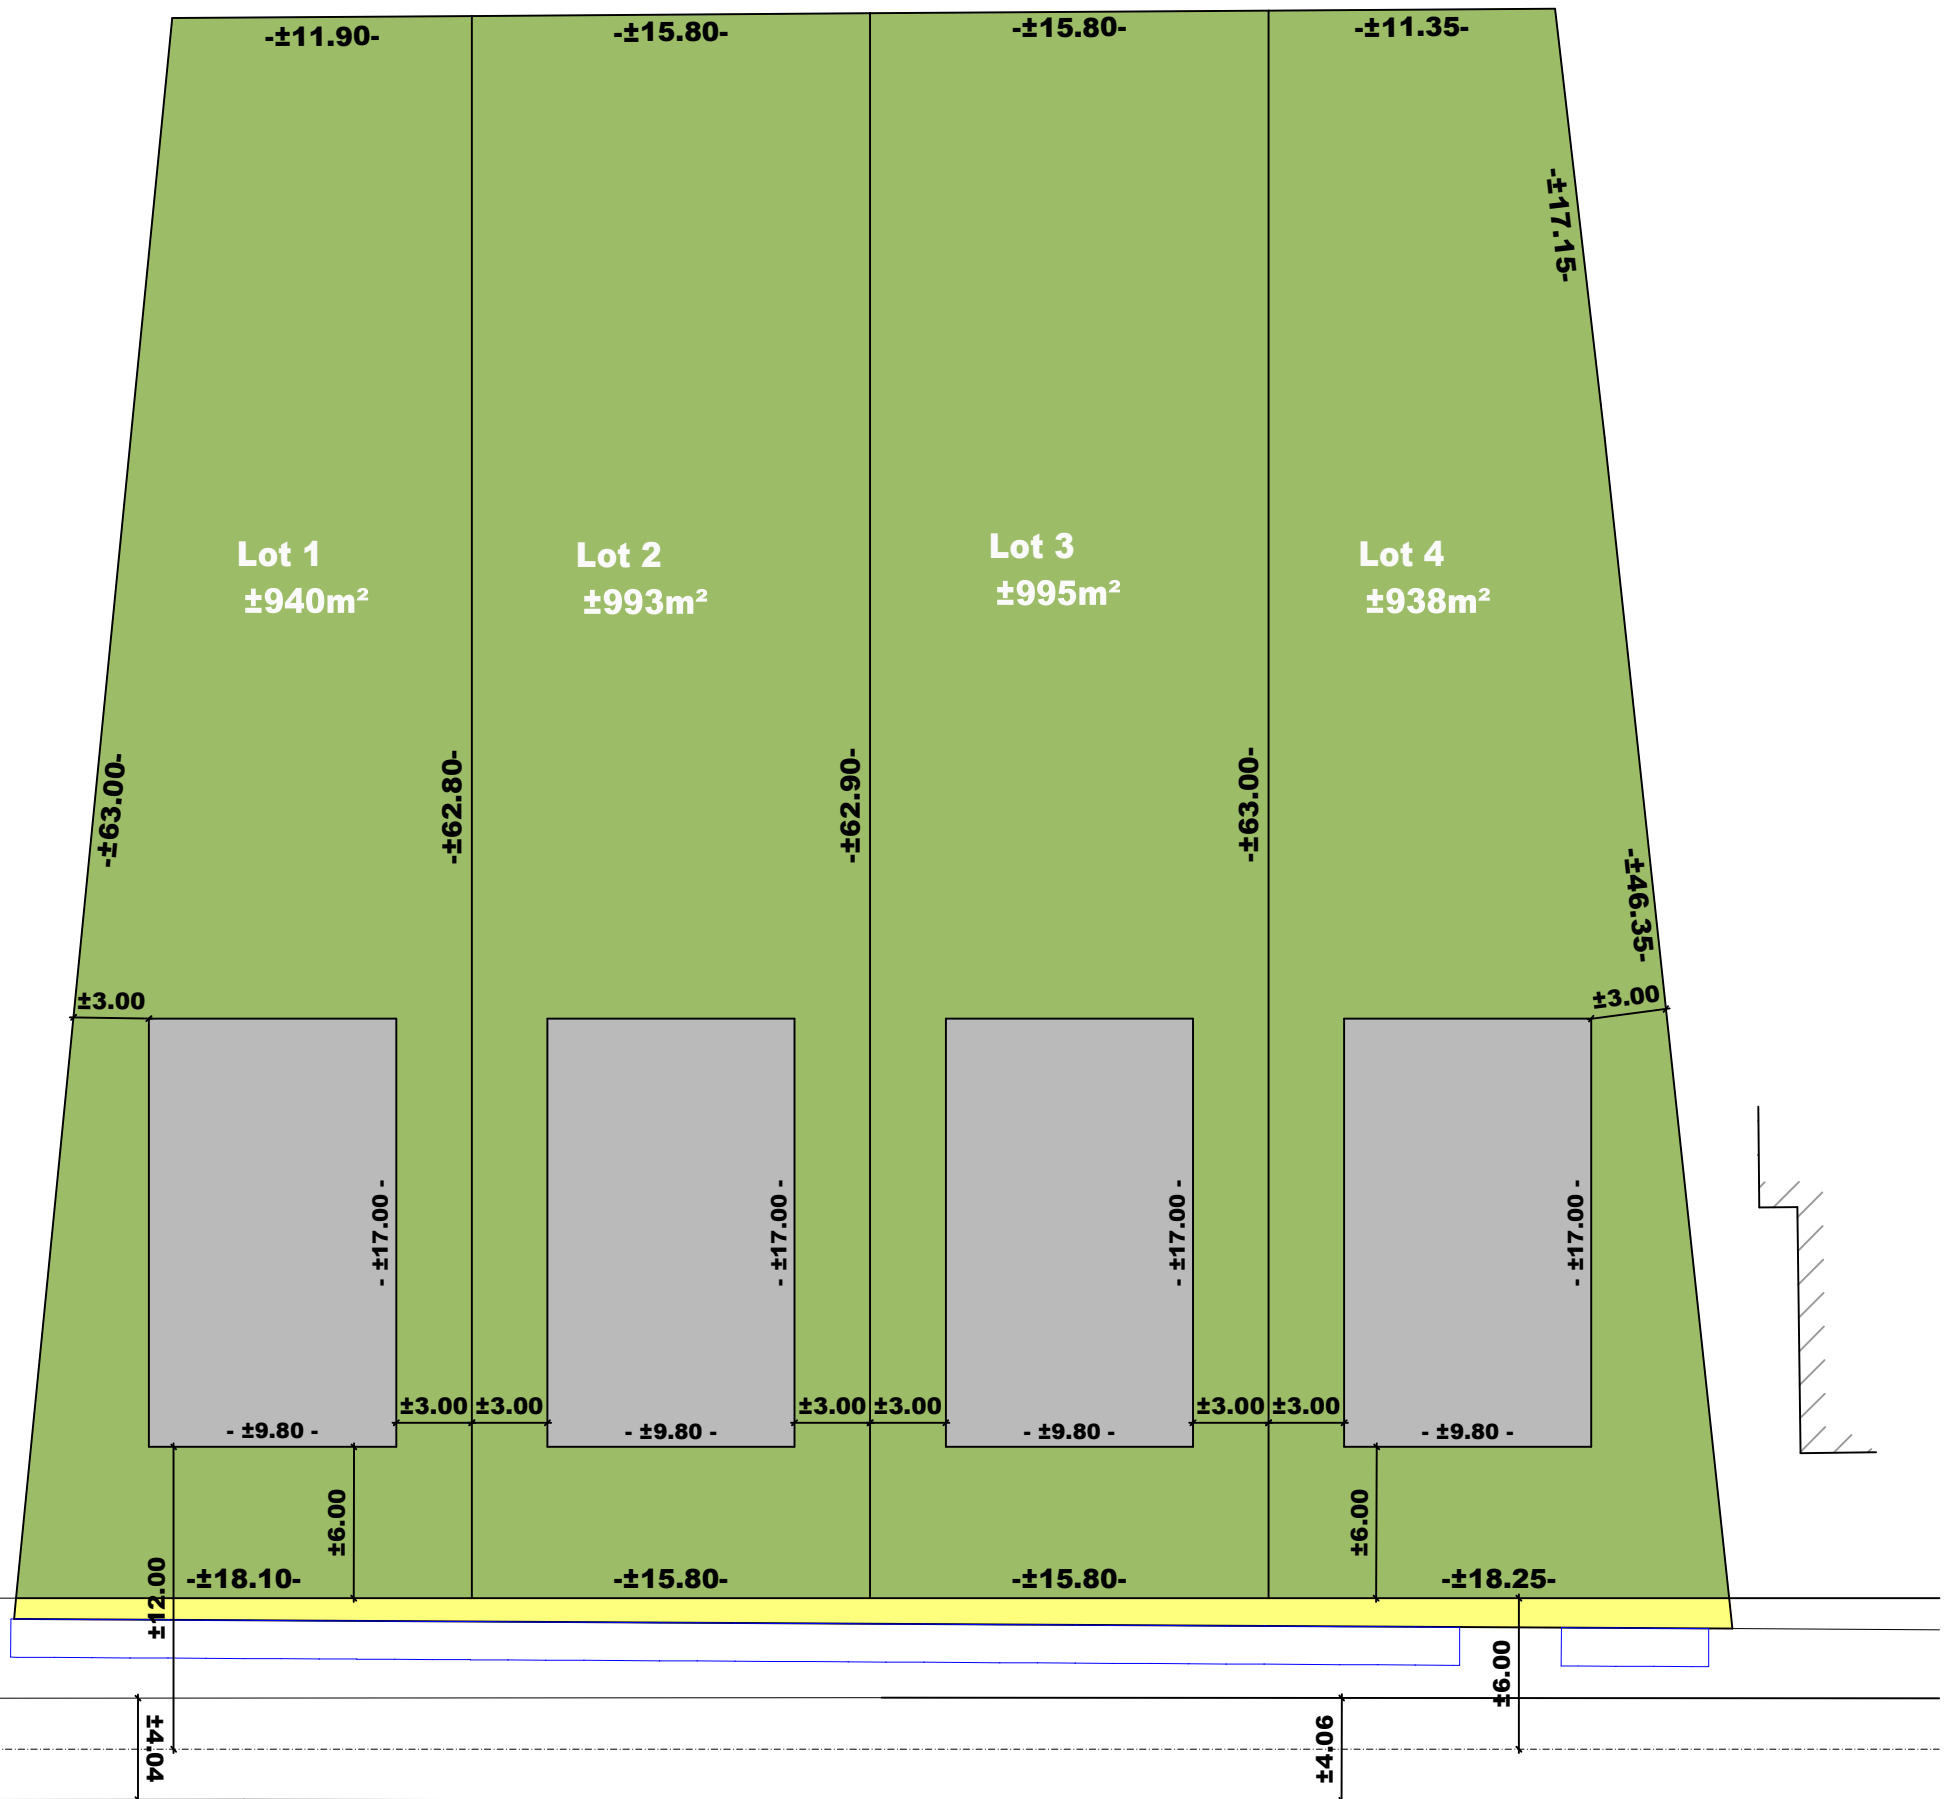 -±11.90-
-±15.80-
-±15.80-
-±11.35-
-±17.15-
Lot 1
±940m²
Lot 2
±993m²
Lot 3
±995m²
Lot 4
±938m²
-±63.00-
-±62.80-
-±62.90-
-±63.00-
-±46.35-
±3.00
±3.00
- ±17.00 -
- ±17.00 -
- ±17.00 -
- ±17.00 -
±3.00
±3.00
±3.00
±3.00
±3.00
±3.00
- ±9.80 -
- ±9.80 -
- ±9.80 -
- ±9.80 -
±6.00
±6.00
±12.00
-±18.10-
-±15.80-
-±15.80-
-±18.25-
±6.00
±4.04
±4.06